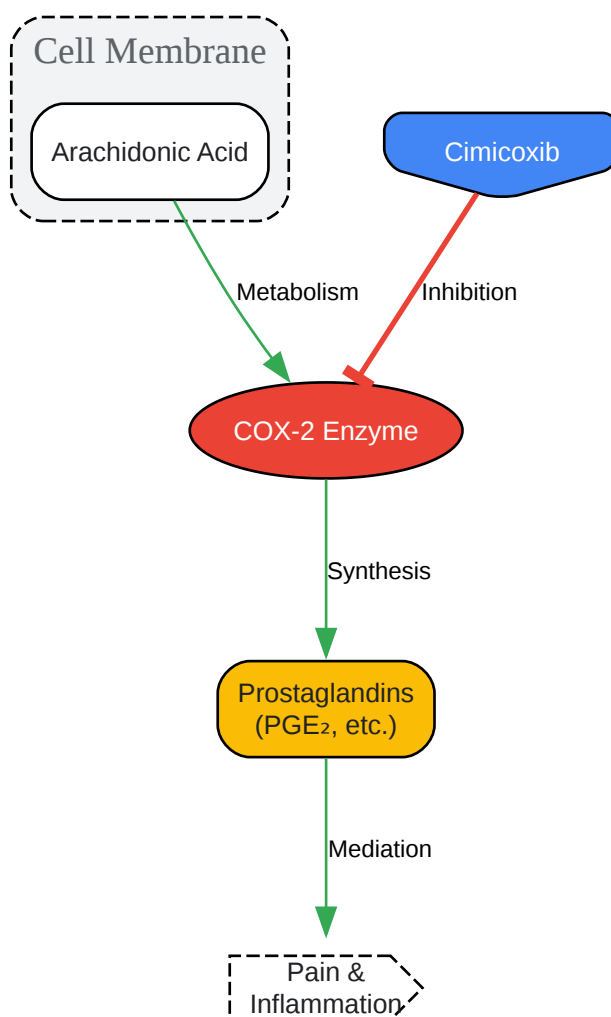 Cell Membrane
Arachidonic Acid
Cimicoxib
Metabolism
Inhibition
COX-2 Enzyme
Synthesis
Prostaglandins
(PGE₂, etc.)
Mediation
Pain &
Inflammation